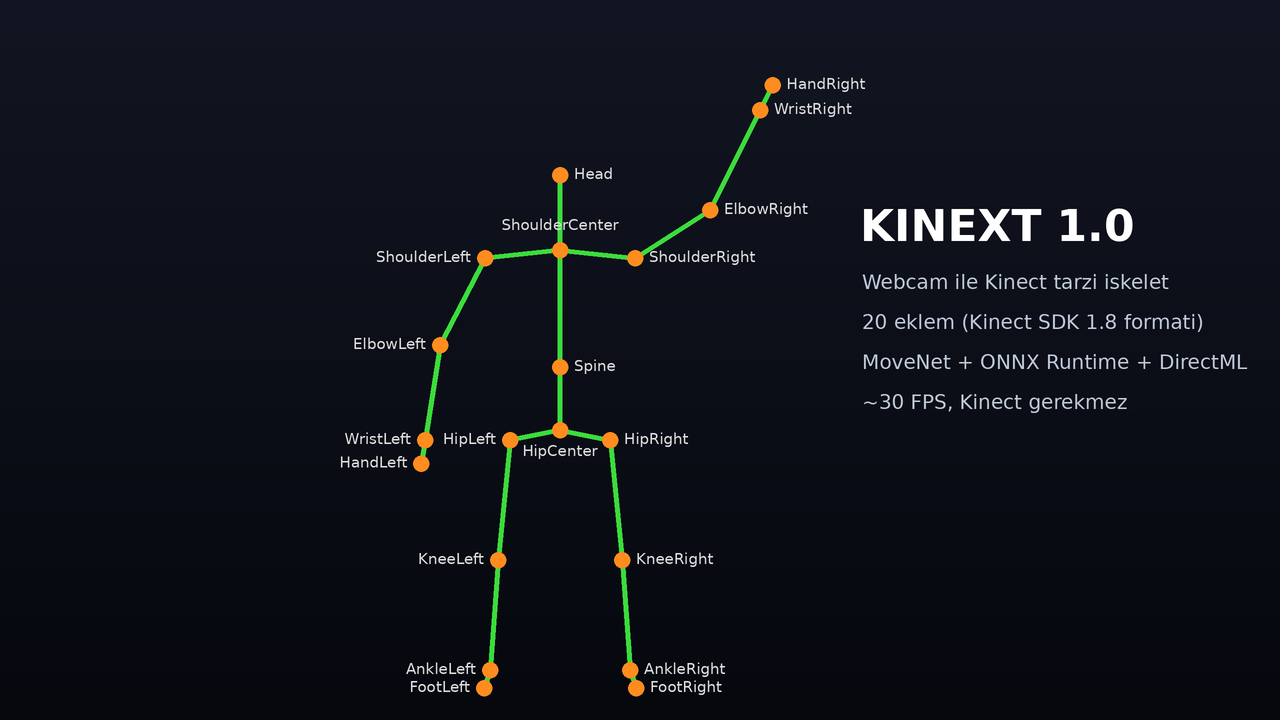 HandRight
WristRight
Head
ElbowRight
ShoulderCenter
ShoulderLeft
ShoulderRight
ElbowLeft
Spine
WristLeft
HipLeft
HipRight
HipCenter
HandLeft
KneeLeft
KneeRight
AnkleLeft
AnkleRight
FootLeft
FootRight
KINEXT 1.0
Webcam ile Kinect tarzi iskelet
20 eklem (Kinect SDK 1.8 formati)
MoveNet + ONNX Runtime + DirectML
~30 FPS, Kinect gerekmez